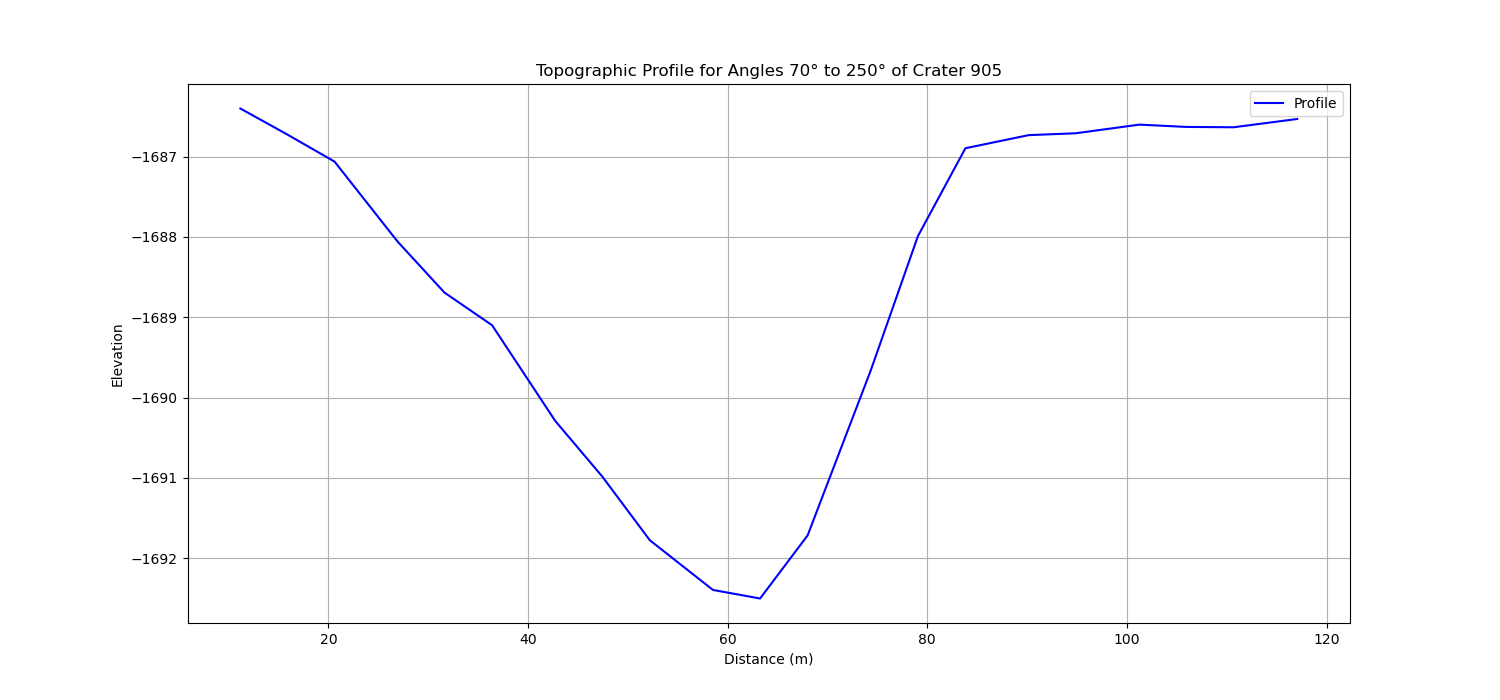 Topographic Profile for Angles 70° to 250° of Crater 905
Profile
Elevation
−1687
−1688
−1689
−1690
−1691
−1692
20 40 60 80 100 120
Distance (m)